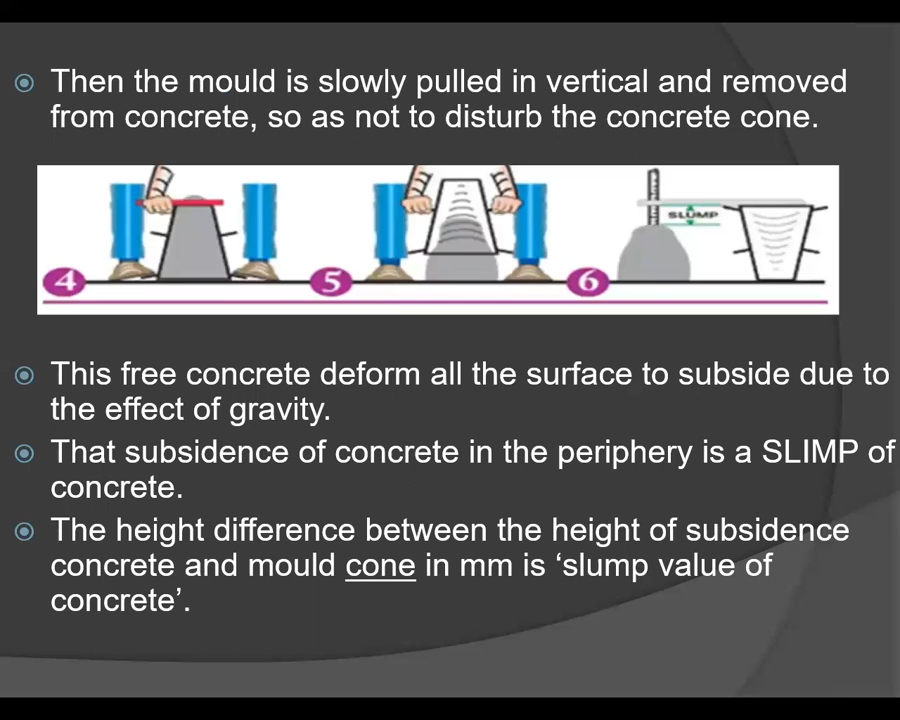 Then the mould is slowly pulled in vertical and removed
from concrete, so as not to disturb the concrete cone.
SLUMP
4
5
6
This free concrete deform all the surface to subside due to
the effect of gravity.
That subsidence of concrete in the periphery is a SLIMP of
concrete.
The height difference between the height of subsidence
concrete and mould cone in mm is ‘slump value of
concrete’.